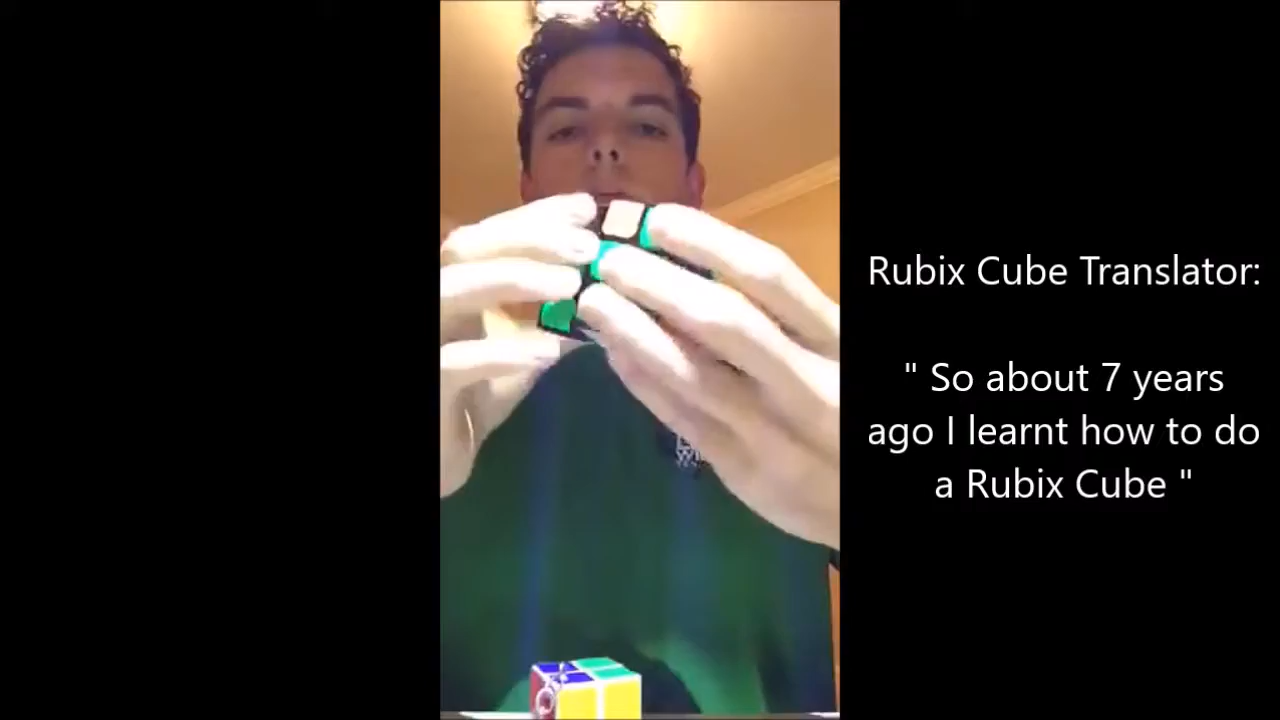 Rubix Cube Translator:
" So about 7 years
ago I learnt how to do
a Rubix Cube "